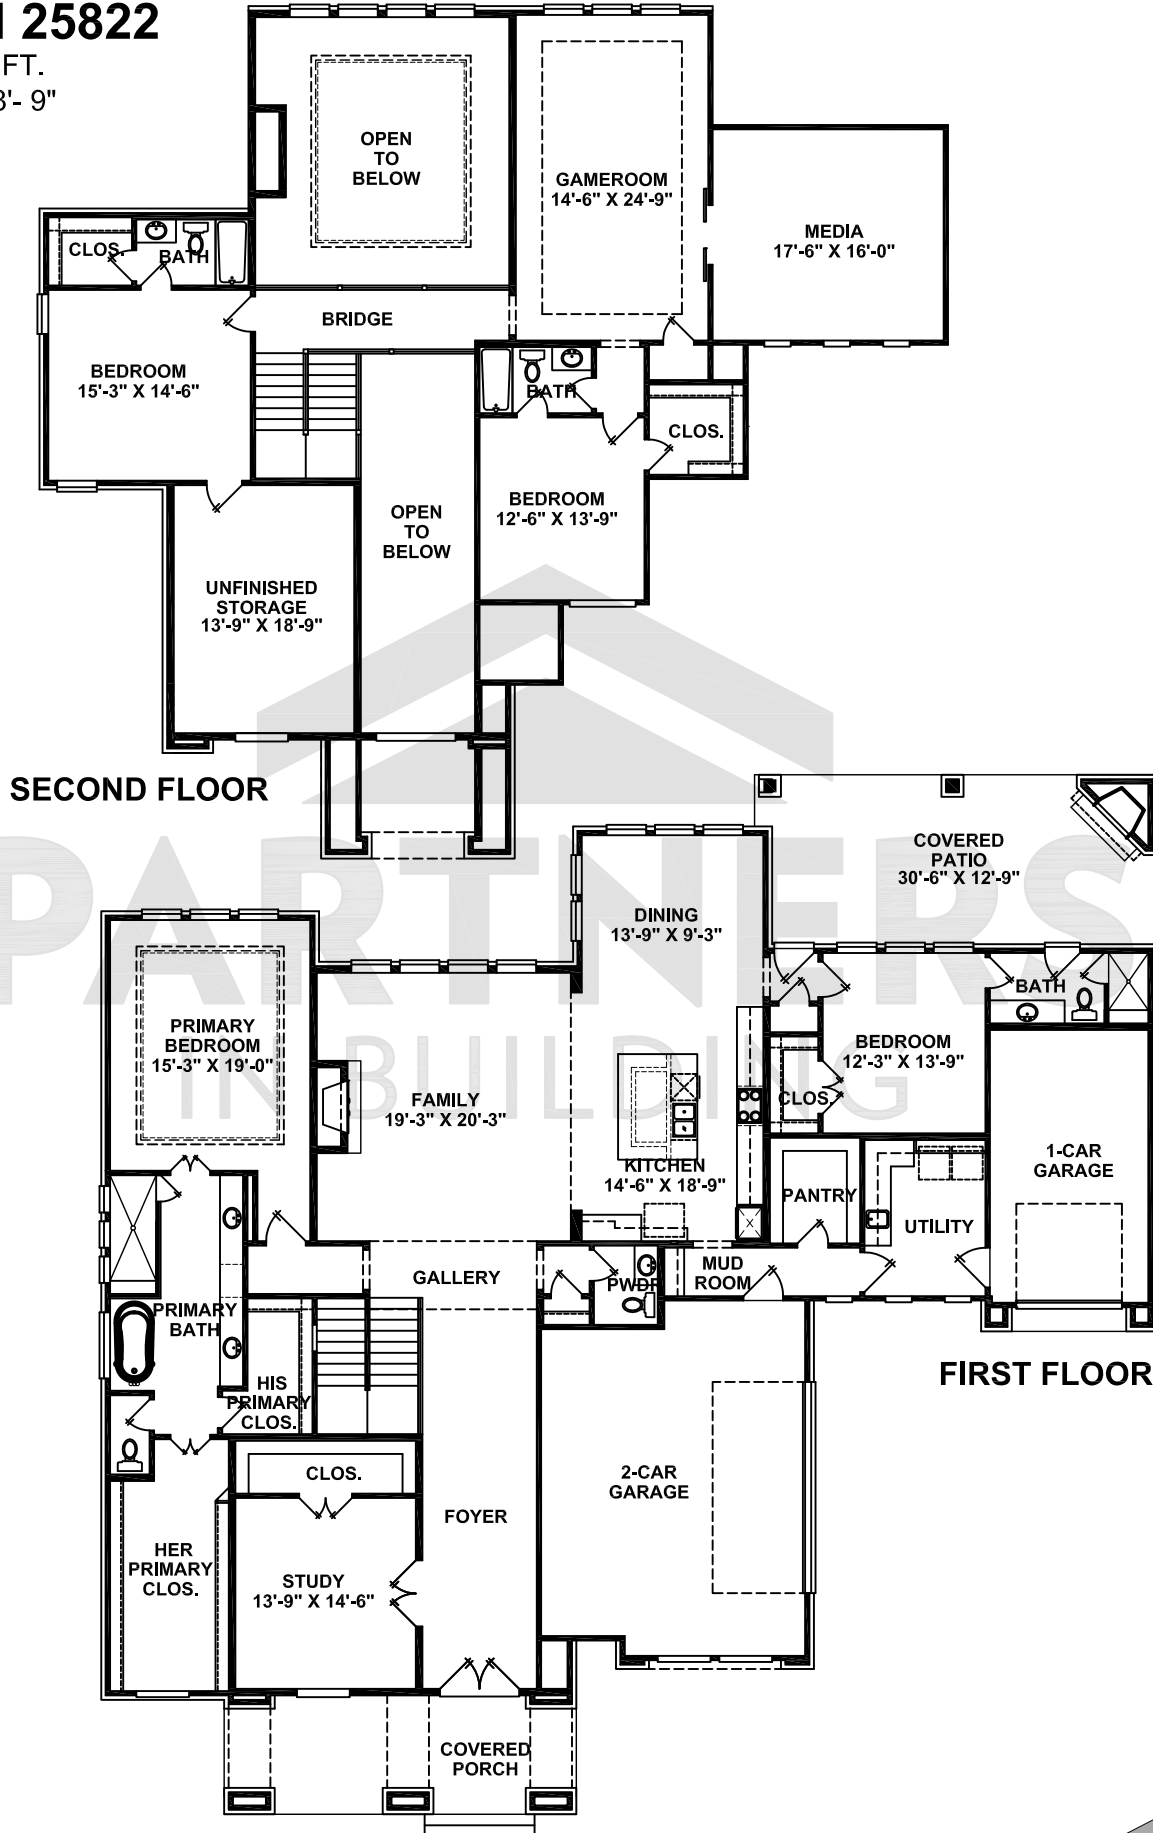 25822
FT.
9"
OPEN
TO
BELOW
GAMEROOM
14'-6" X 24'-9"
MEDIA
17'-6" X 16'-0"
CLOS.
BATH
BRIDGE
BEDROOM
15'-3" X 14'-6"
BATH
CLOS.
BEDROOM
12'-6" X 13'-9"
OPEN
TO
BELOW
UNFINISHED
STORAGE
13'-9" X 18'-9"
SECOND FLOOR
PARTNERS
IN BUILDING
COVERED
PATIO
30'-6" X 12'-9"
DINING
13'-9" X 9'-3"
BATH
PRIMARY
BEDROOM
15'-3" X 19'-0"
BEDROOM
12'-3" X 13'-9"
FAMILY
19'-3" X 20'-3"
CLOS.
KITCHEN
14'-6" X 18'-9"
1-CAR
GARAGE
PANTRY
UTILITY
GALLERY
PWDR
MUD
ROOM
PRIMARY
BATH
FIRST FLOOR
HIS
PRIMARY
CLOS.
CLOS.
2-CAR
GARAGE
FOYER
HER
PRIMARY
CLOS.
STUDY
13'-9" X 14'-6"
COVERED
PORCH